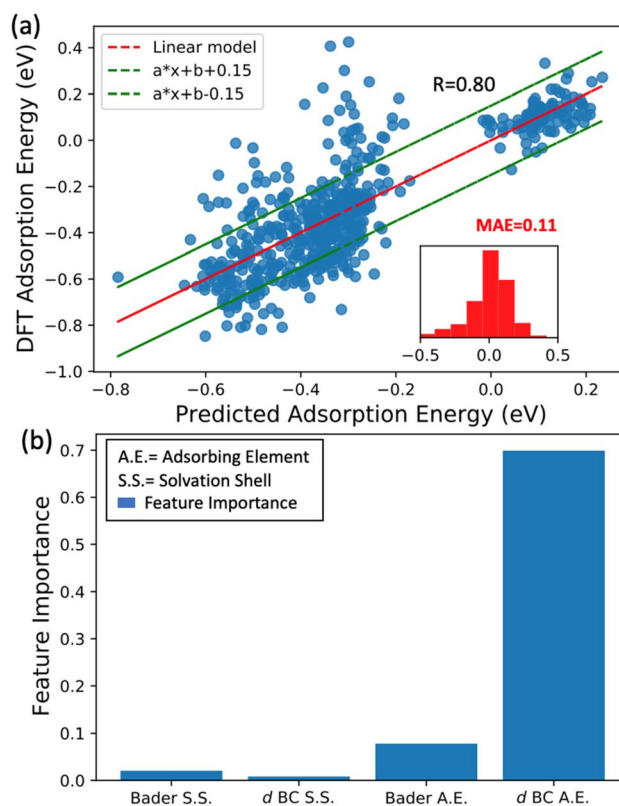 (a)
0.4
0.2
0.0
−0.2
−0.4
−0.6
−0.8
−1.0
DFT Adsorption Energy (eV)
Linear model
a*x+b+0.15
a*x+b-0.15
R=0.80
MAE=0.11
−0.5 0.0 0.5
−0.8 −0.6 −0.4 −0.2 0.0 0.2
Predicted Adsorption Energy (eV)
(b)
0.7
0.6
0.5
0.4
0.3
0.2
0.1
0.0
Feature Importance
A.E.= Adsorbing Element
S.S.= Solvation Shell
Feature Importance
Bader S.S. d BC S.S. Bader A.E. d BC A.E.